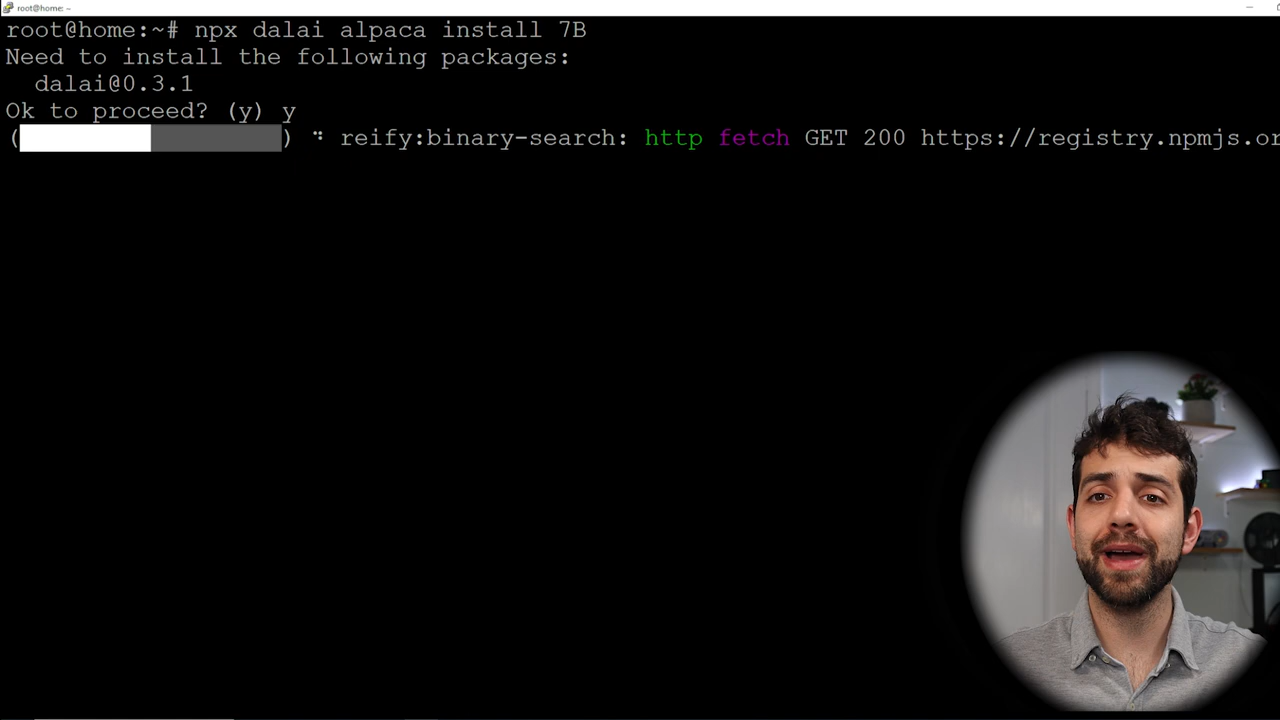 root@home: ~
root@home:~# npx dalai alpaca install 7B
Need to install the following packages:
dalai@0.3.1
Ok to proceed? (y) y
( ) ⠙ reify:binary-search: http fetch GET 200 https://registry.npmjs.or